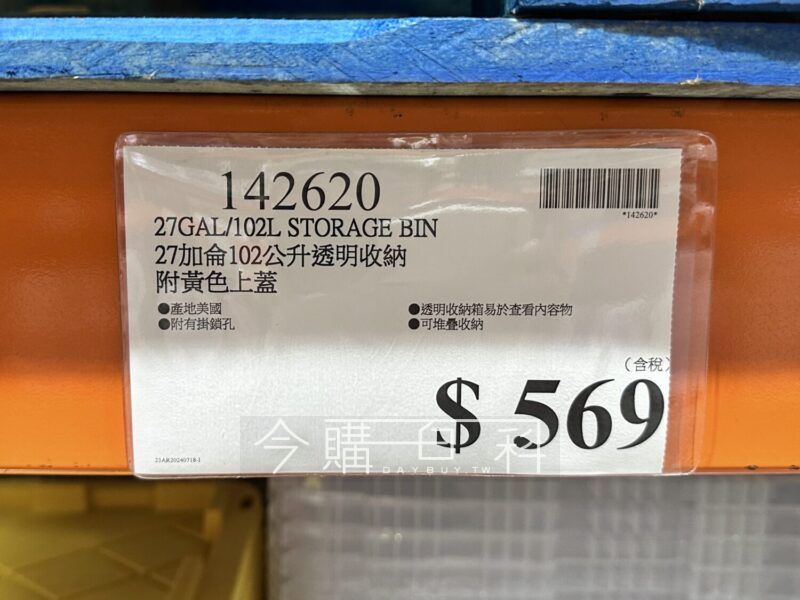 142620
*142620*
27GAL/102L STORAGE BIN
27加侖102公升透明收納
附黃色上蓋
●產地美國
●透明收納箱易於查看內容物
●附有掛鎖孔
●可堆疊收納
(含稅)
$ 569
今購百科
DAYBUY.TW